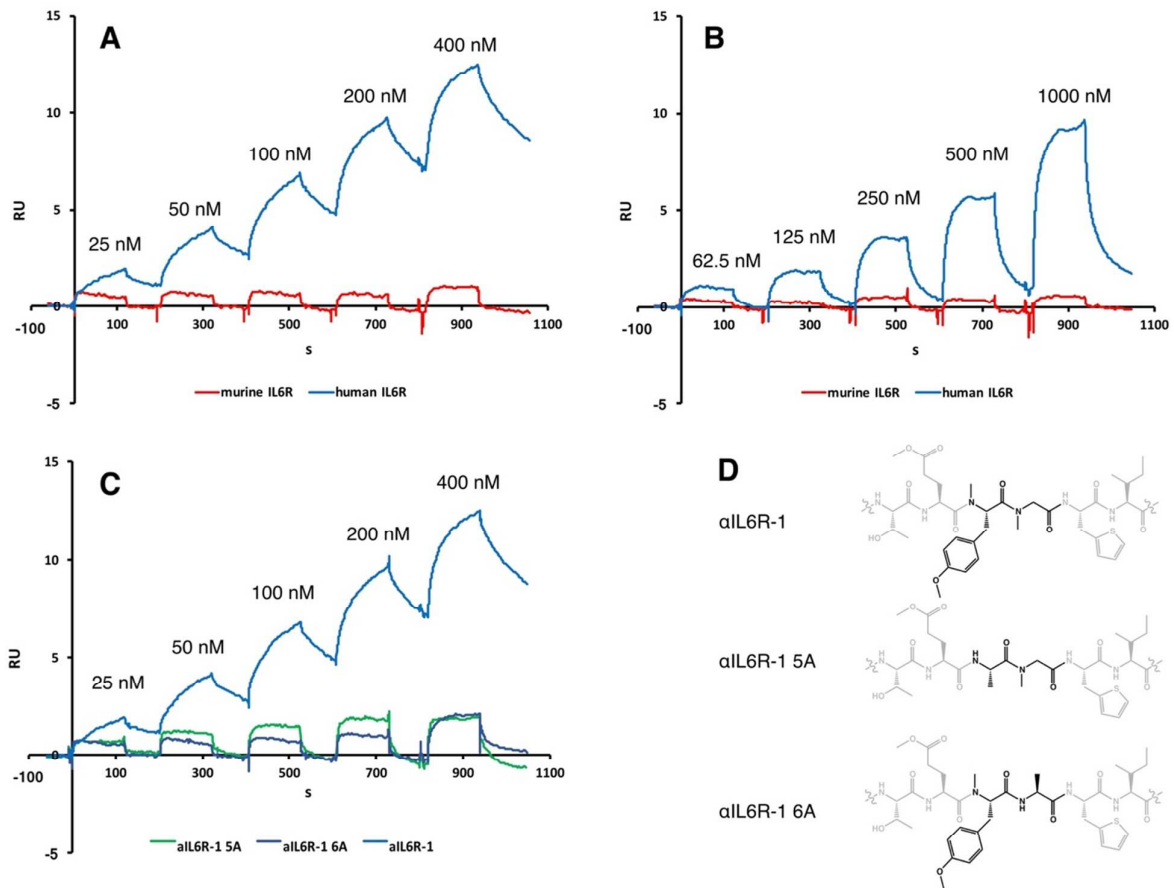 A
15
10
5
0
-5
RU
-100
100
300
500
700
900
1100
s
25 nM
50 nM
100 nM
200 nM
400 nM
murine IL6R
human IL6R
B
15
10
5
0
-5
RU
-100
100
300
500
700
900
1100
s
62.5 nM
125 nM
250 nM
500 nM
1000 nM
murine IL6R
human IL6R
C
15
10
5
0
-5
RU
-100
100
300
500
700
900
1100
s
25 nM
50 nM
100 nM
200 nM
400 nM
aIL6R-1 5A
aIL6R-1 6A
aIL6R-1
D
αIL6R-1
O
O
O
O
H
N
N
H
O
N
O
N
O
H
N
N
H
O
HO
S
O
αIL6R-1 5A
O
O
O
O
H
N
N
H
O
H
N
O
N
O
H
N
N
H
O
HO
S
αIL6R-1 6A
O
O
O
O
H
N
N
H
O
N
O
N
H
O
H
N
N
H
O
HO
S
O